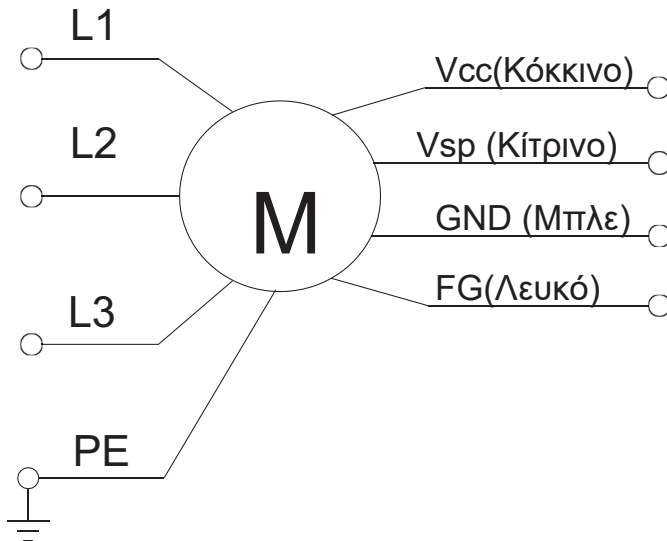 L1
L2
L3
PE
M
Vcc(Κόκκινο)
Vsp (Κίτρινο)
GND (Μπλε)
FG(Λευκό)